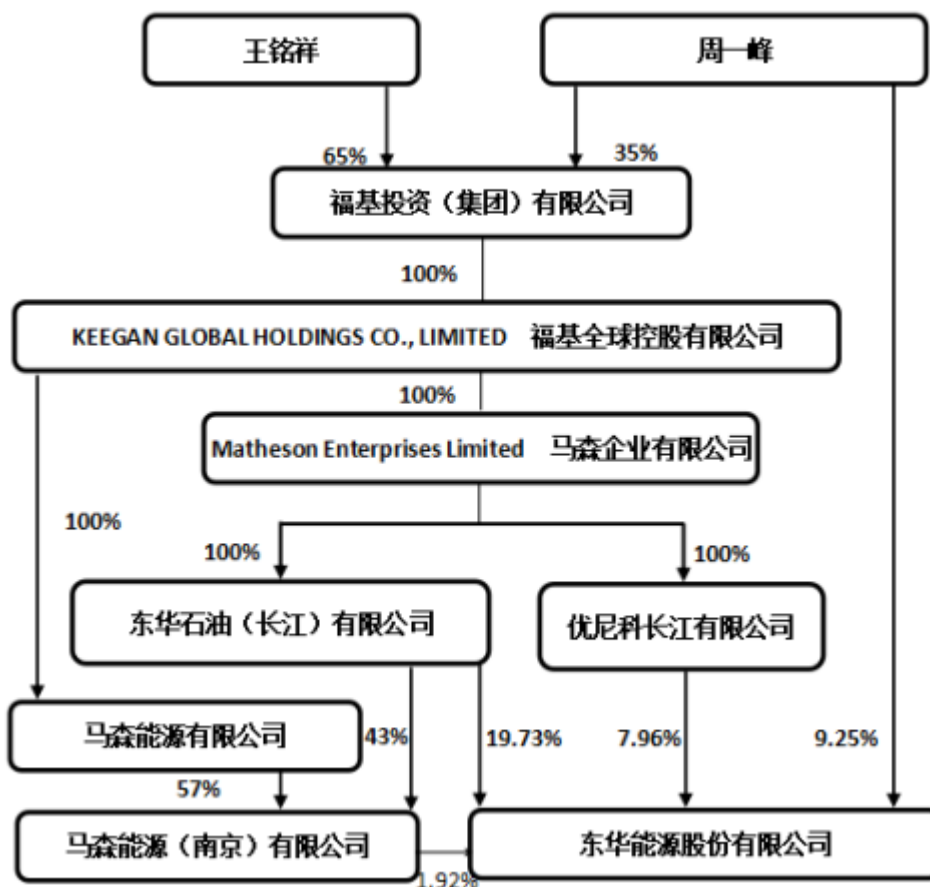 王铭祥
周一峰
65%
35%
福基投资（集团）有限公司
100%
KEEGAN GLOBAL HOLDINGS CO., LIMITED 福基全球控股有限公司
100%
Matheson Enterprises Limited 马森企业有限公司
100%
100%
100%
东华石油（长江）有限公司
优尼科长江有限公司
马森能源有限公司
43%
19.73%
7.96%
9.25%
57%
马森能源（南京）有限公司
东华能源股份有限公司
1.92%